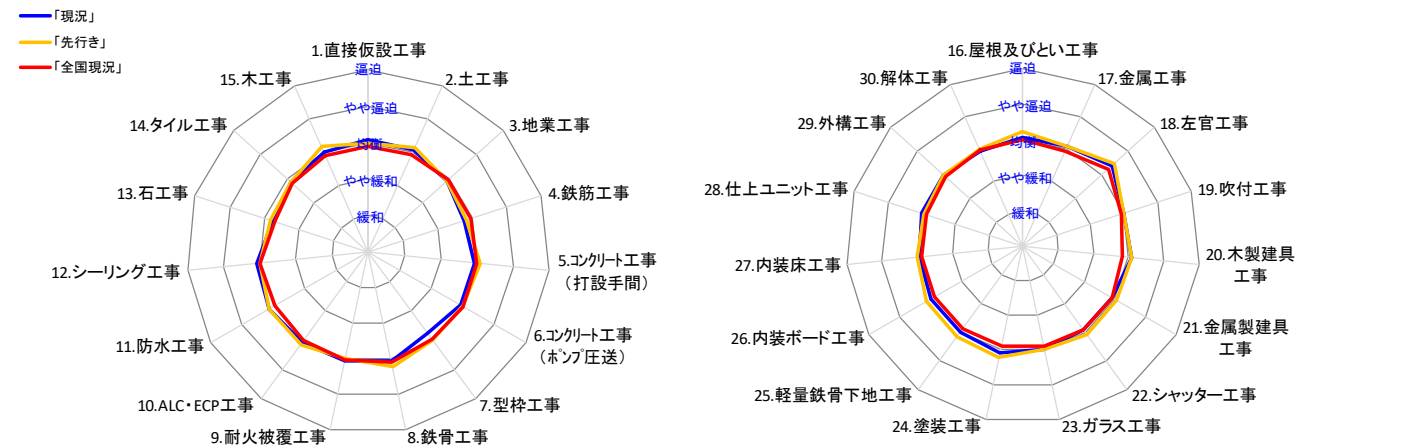 「現況」
「先行き」
「全国現況」
1.直接仮設工事
2.土工事
3.地業工事
4.鉄筋工事
5.コンクリート工事
（打設手間）
6.コンクリート工事
（ポンプ圧送）
7.型枠工事
8.鉄骨工事
9.耐火被覆工事
10.ALC・ECP工事
11.防水工事
12.シーリング工事
13.石工事
14.タイル工事
15.木工事
逼迫
やや逼迫
均衡
やや緩和
緩和
16.屋根及びとい工事
17.金属工事
18.左官工事
19.吹付工事
20.木製建具
工事
21.金属製建具
工事
22.シャッター工事
23.ガラス工事
24.塗装工事
25.軽量鉄骨下地工事
26.内装ボード工事
27.内装床工事
28.仕上ユニット工事
29.外構工事
30.解体工事
逼迫
やや逼迫
均衡
やや緩和
緩和